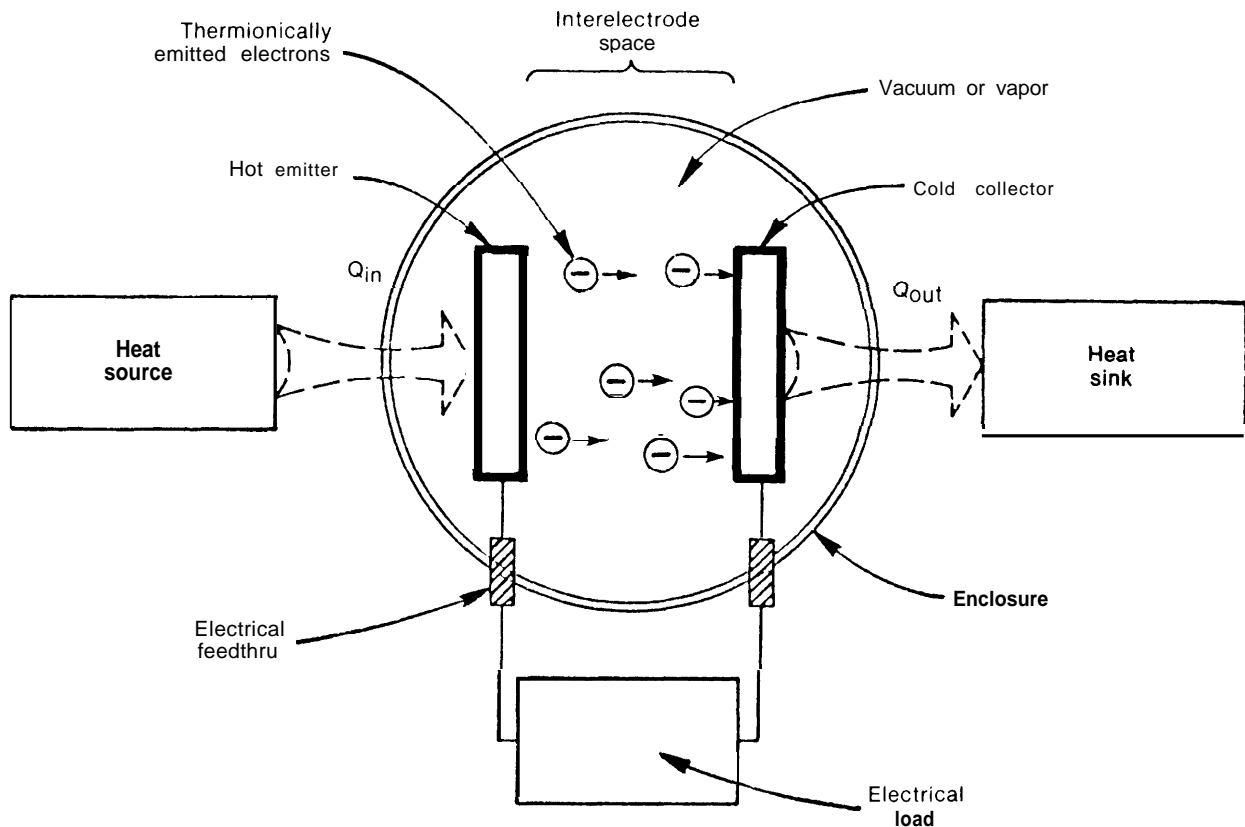 Interelectrode
space
Thermionically
emitted electrons
Vacuum or vapor
Hot emitter
Cold collector
Qin
Qout
Heat
source
Heat
sink
Enclosure
Electrical
feedthru
Electrical
load